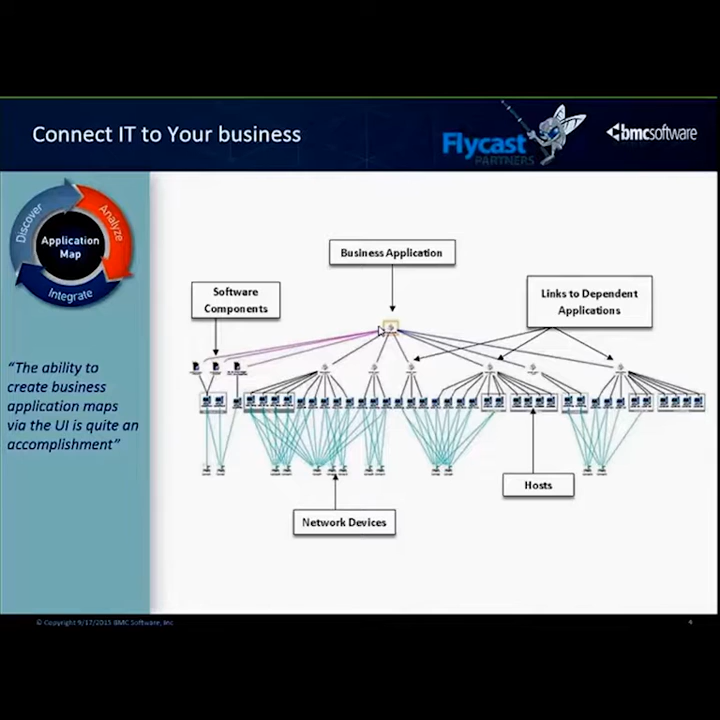 Connect IT to Your business
Flycast
PARTNERS
bmcsoftware
Discover
Analyze
Application
Map
Integrate
"The ability to
create business
application maps
via the UI is quite an
accomplishment"
Business Application
Software
Components
Links to Dependent
Applications
Hosts
Network Devices
© Copyright 9/17/2015 BMC Software, Inc